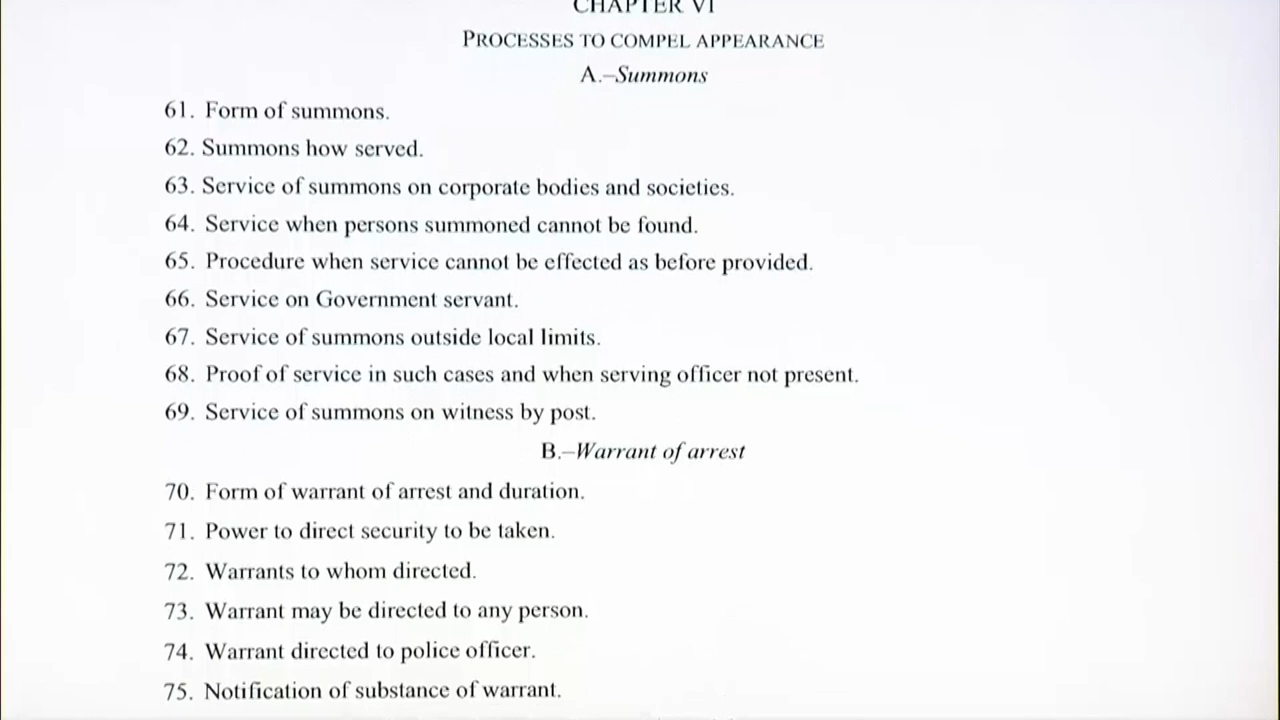 CHAPTER VI
PROCESSES TO COMPEL APPEARANCE
A.–Summons
61. Form of summons.
62. Summons how served.
63. Service of summons on corporate bodies and societies.
64. Service when persons summoned cannot be found.
65. Procedure when service cannot be effected as before provided.
66. Service on Government servant.
67. Service of summons outside local limits.
68. Proof of service in such cases and when serving officer not present.
69. Service of summons on witness by post.
B.–Warrant of arrest
70. Form of warrant of arrest and duration.
71. Power to direct security to be taken.
72. Warrants to whom directed.
73. Warrant may be directed to any person.
74. Warrant directed to police officer.
75. Notification of substance of warrant.